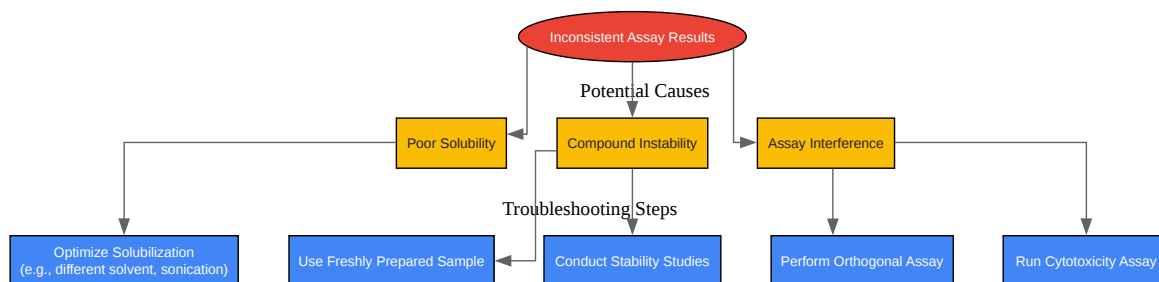 Inconsistent Assay Results
Potential Causes
Poor Solubility
Compound Instability
Assay Interference
Troubleshooting Steps
Optimize Solubilization
(e.g., different solvent, sonication)
Use Freshly Prepared Sample
Conduct Stability Studies
Perform Orthogonal Assay
Run Cytotoxicity Assay